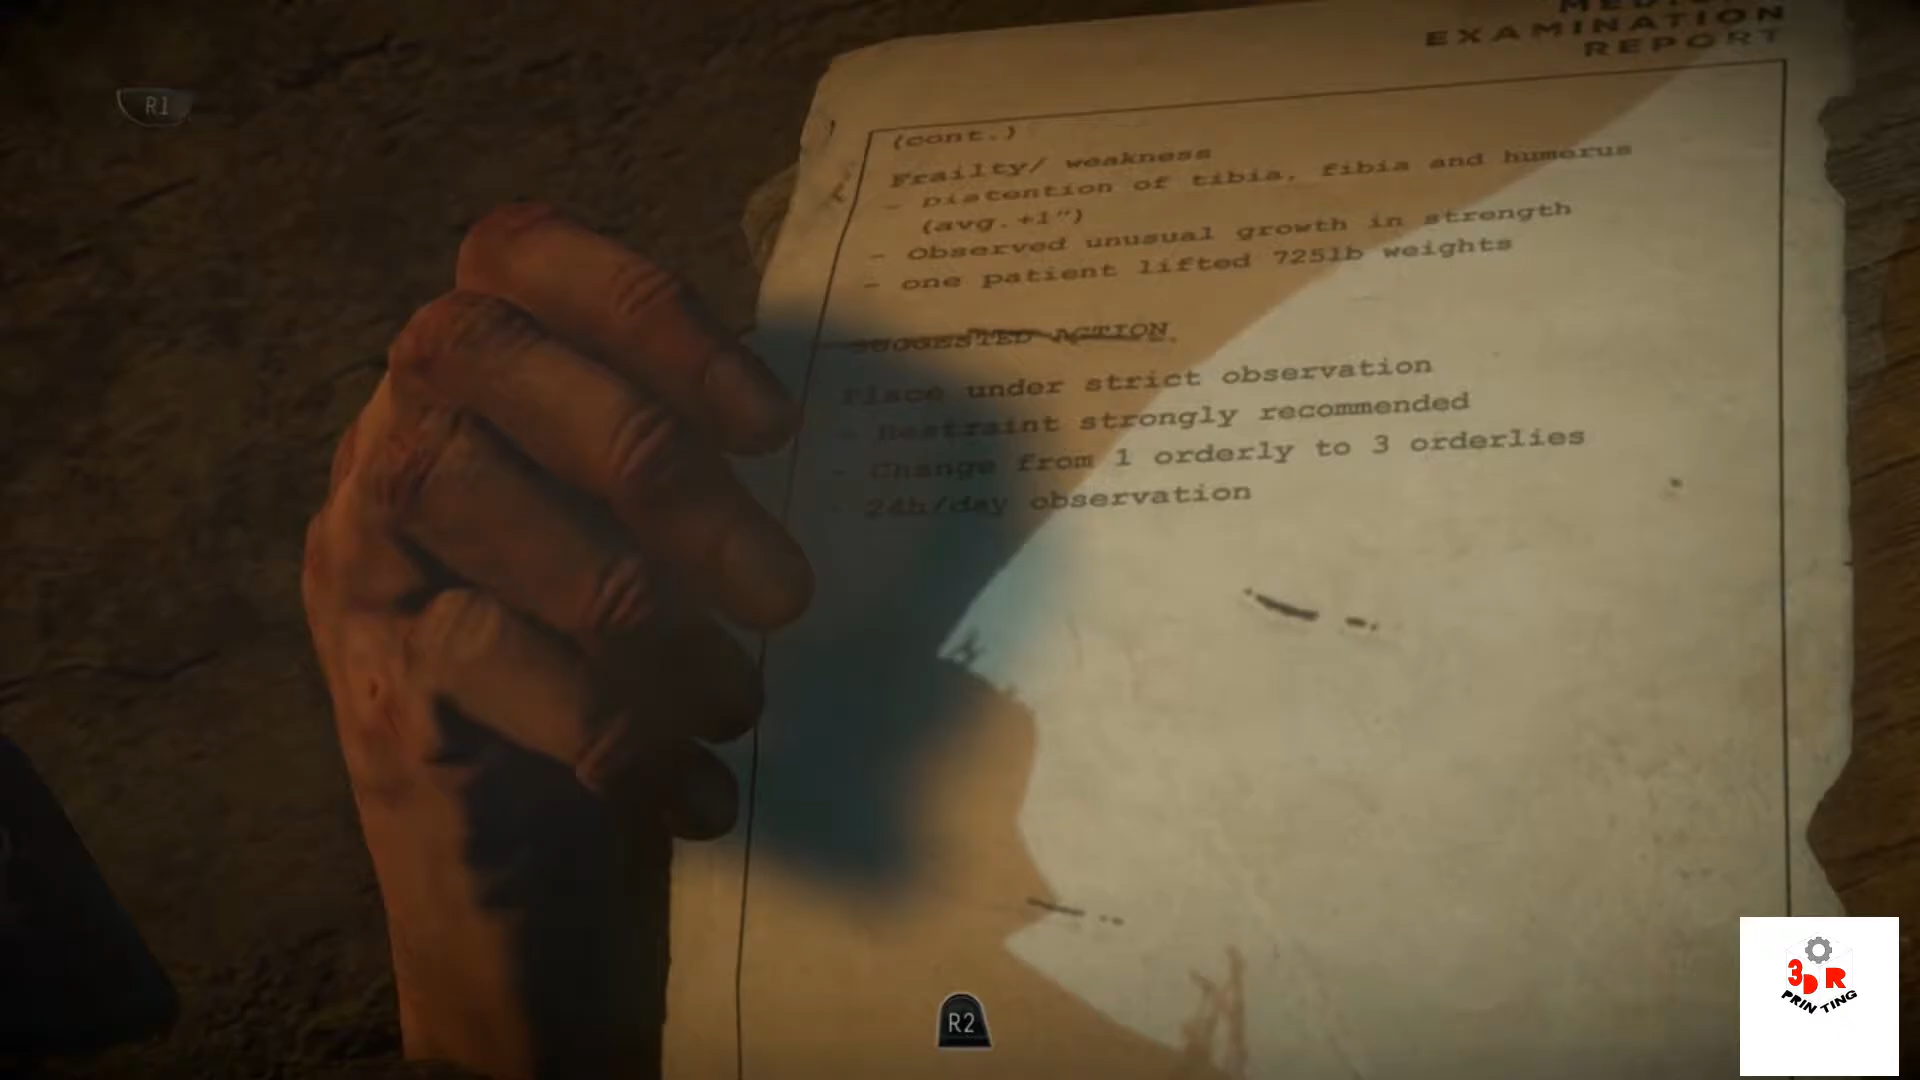 R1
EXAMINATION
REPORT
(cont.)
Frailty/ weakness
- Distention of tibia, fibia and humerus
(avg.+1")
- Observed unusual growth in strength
- one patient lifted 725lb weights
SUGGESTED ACTION
Place under strict observation
- Restraint strongly recommended
- Change from 1 orderly to 3 orderlies
- 24h/day observation
R2
3D R
PRINTING